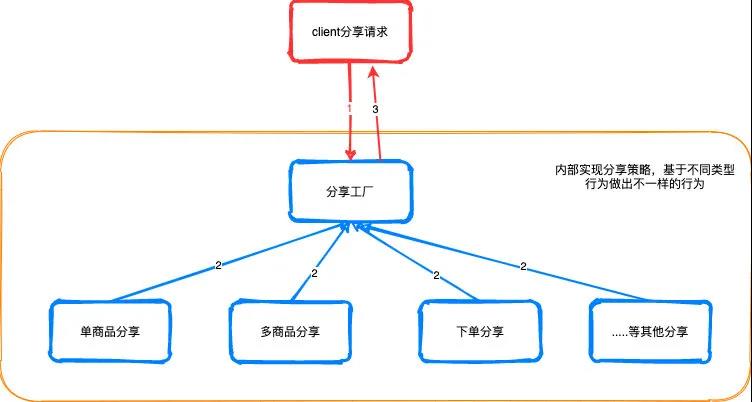 client分享请求
1
3
内部实现分享策略，基于不同类型
行为做出不一样的行为
分享工厂
2
2
2
2
单商品分享
多商品分享
下单分享
.....等其他分享